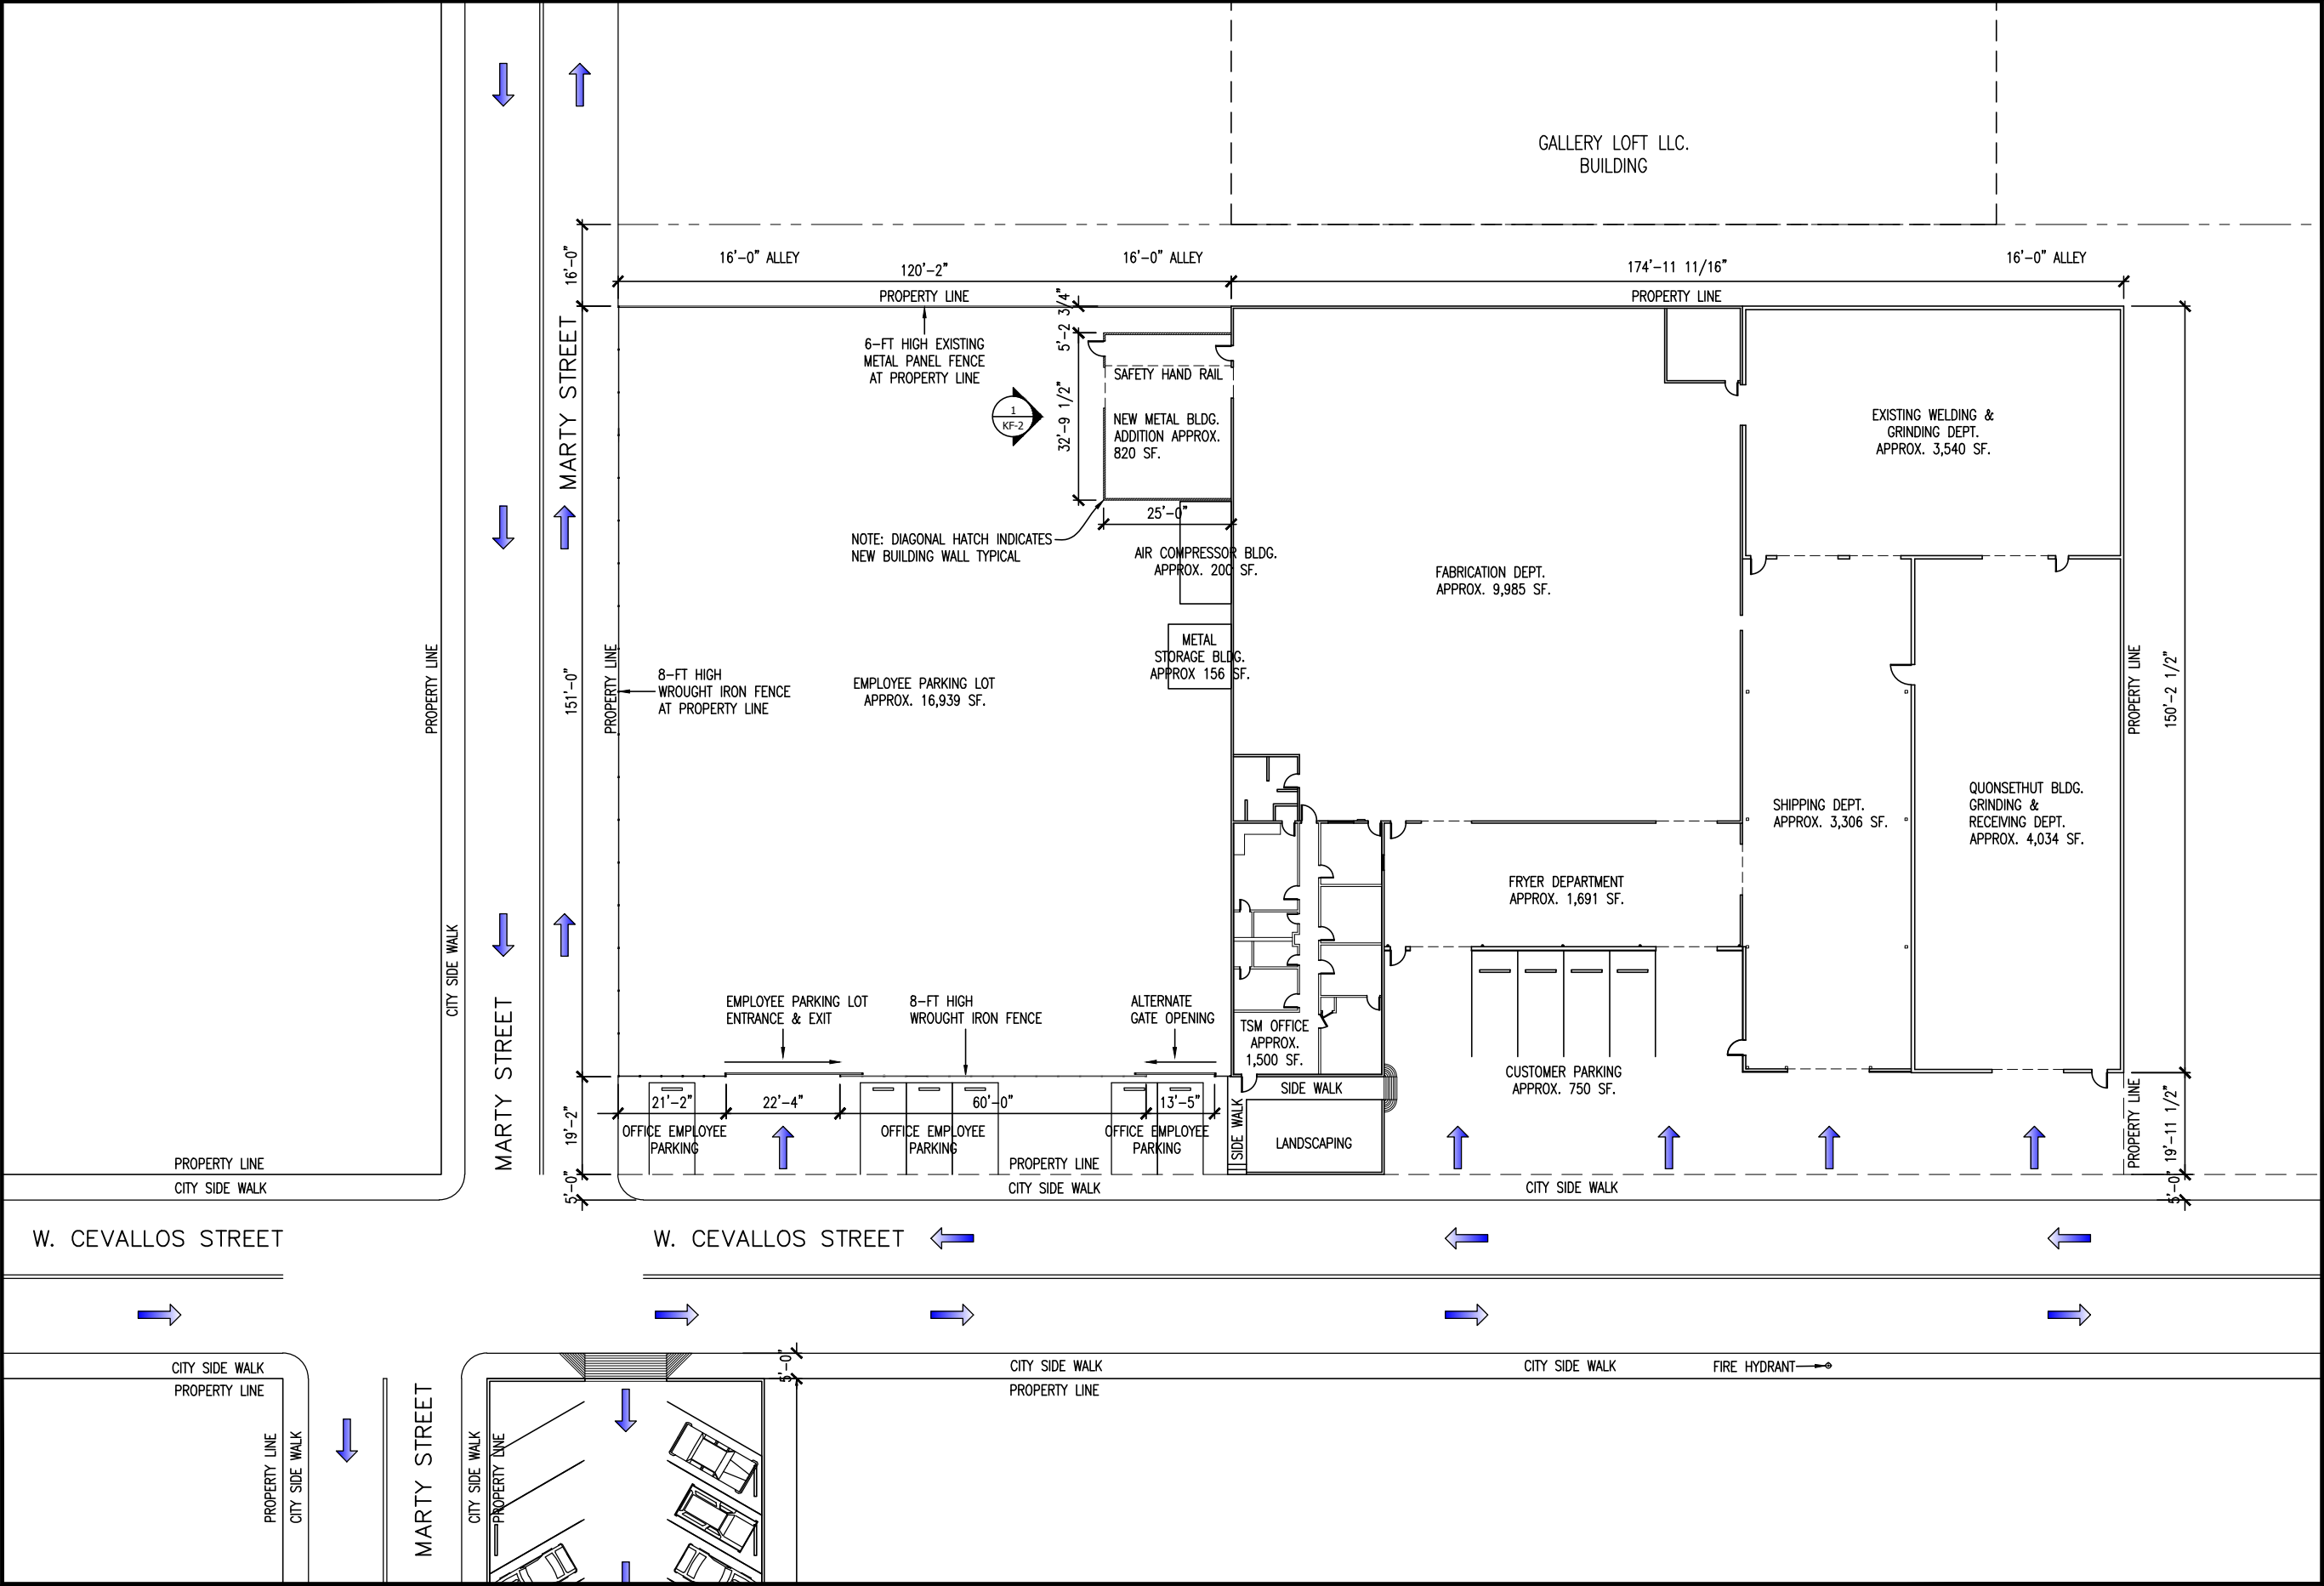 GALLERY LOFT LLC.
BUILDING
16'-0" ALLEY
16'-0" ALLEY
16'-0" ALLEY
16'-0"
120'-2"
174'-11 11/16"
PROPERTY LINE
PROPERTY LINE
5'-2 3/4"
6-FT HIGH EXISTING
METAL PANEL FENCE
AT PROPERTY LINE
MARTY STREET
SAFETY HAND RAIL
1
KF-2
32'-9 1/2"
NEW METAL BLDG.
ADDITION APPROX.
820 SF.
EXISTING WELDING &
GRINDING DEPT.
APPROX. 3,540 SF.
25'-0"
NOTE: DIAGONAL HATCH INDICATES
NEW BUILDING WALL TYPICAL
AIR COMPRESSOR BLDG.
APPROX. 200 SF.
FABRICATION DEPT.
APPROX. 9,985 SF.
METAL
STORAGE BLDG.
APPROX 156 SF.
PROPERTY LINE
151'-0"
PROPERTY LINE
8-FT HIGH
WROUGHT IRON FENCE
AT PROPERTY LINE
EMPLOYEE PARKING LOT
APPROX. 16,939 SF.
PROPERTY LINE
150'-2 1/2"
SHIPPING DEPT.
APPROX. 3,306 SF.
QUONSETHUT BLDG.
GRINDING &
RECEIVING DEPT.
APPROX. 4,034 SF.
FRYER DEPARTMENT
APPROX. 1,691 SF.
CITY SIDE WALK
MARTY STREET
EMPLOYEE PARKING LOT
ENTRANCE & EXIT
8-FT HIGH
WROUGHT IRON FENCE
ALTERNATE
GATE OPENING
TSM OFFICE
APPROX.
1,500 SF.
CUSTOMER PARKING
APPROX. 750 SF.
SIDE WALK
SIDE WALK
LANDSCAPING
21'-2"
22'-4"
60'-0"
13'-5"
19'-2"
OFFICE EMPLOYEE
PARKING
OFFICE EMPLOYEE
PARKING
OFFICE EMPLOYEE
PARKING
PROPERTY LINE
19'-11 1/2"
PROPERTY LINE
PROPERTY LINE
CITY SIDE WALK
5'-0"
CITY SIDE WALK
CITY SIDE WALK
5'-0"
W. CEVALLOS STREET
W. CEVALLOS STREET
CITY SIDE WALK
PROPERTY LINE
5'-0"
CITY SIDE WALK
PROPERTY LINE
CITY SIDE WALK
FIRE HYDRANT
PROPERTY LINE
CITY SIDE WALK
MARTY STREET
CITY SIDE WALK
PROPERTY LINE